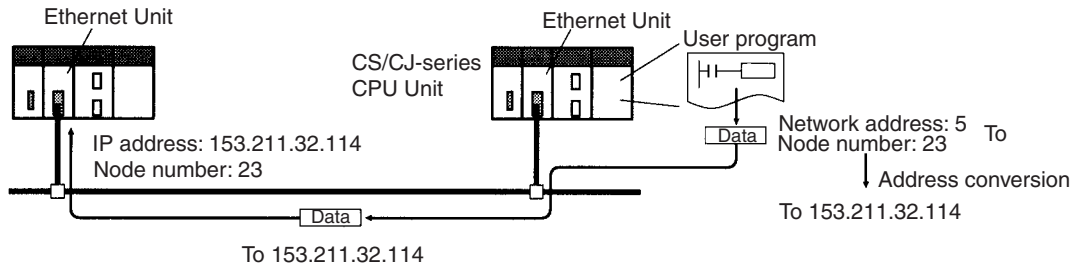 Ethernet Unit
Ethernet Unit
User program
CS/CJ-series
CPU Unit
Data
Network address: 5
Node number: 23
To
IP address: 153.211.32.114
Node number: 23
Address conversion
To 153.211.32.114
Data
To 153.211.32.114